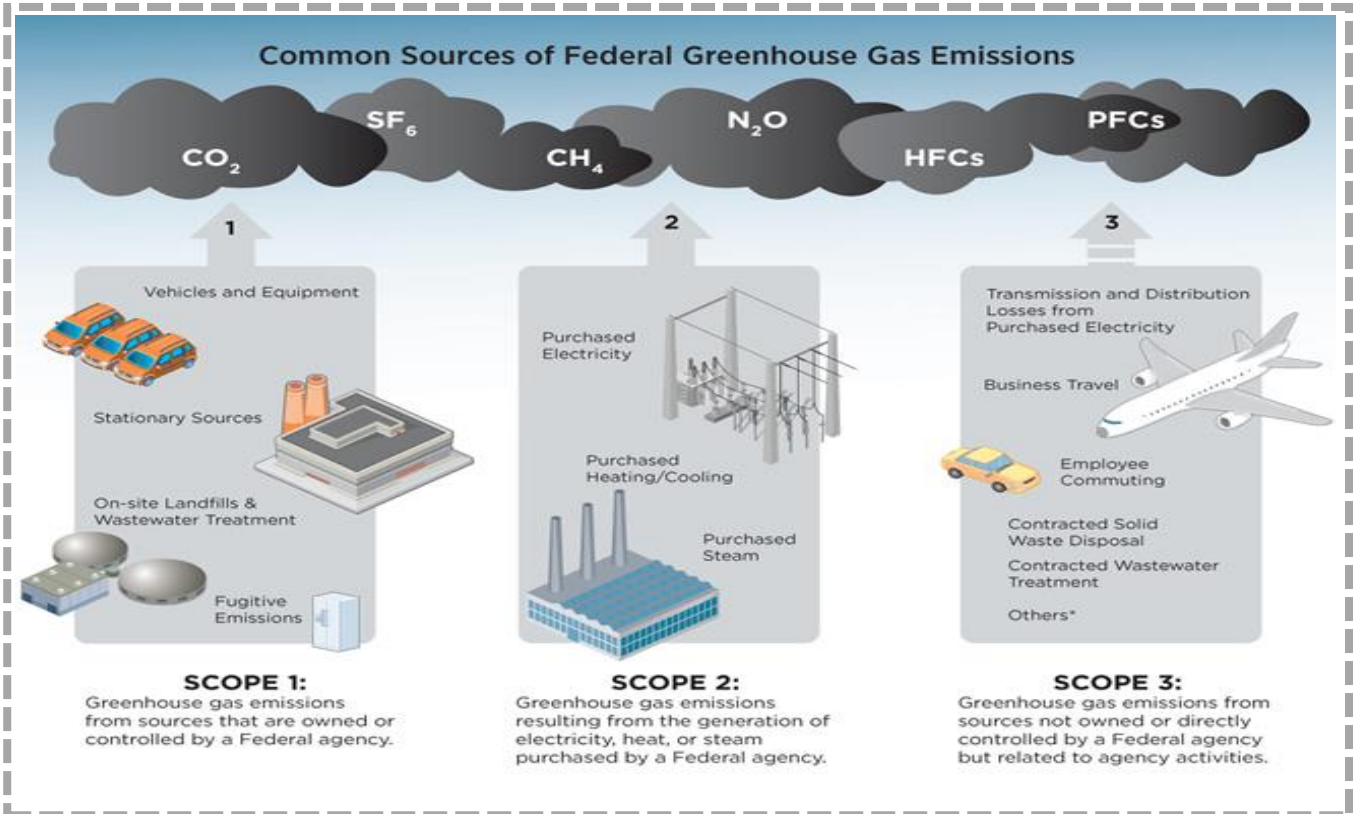 Common Sources of Federal Greenhouse Gas Emissions
SF₆
N₂O
PFCs
CO₂
CH₄
HFCs
1
Vehicles and Equipment
Stationary Sources
On-site Landfills &
Wastewater Treatment
Fugitive
Emissions
SCOPE 1:
Greenhouse gas emissions
from sources that are owned or
controlled by a Federal agency.
2
Purchased
Electricity
Purchased
Heating/Cooling
Purchased
Steam
SCOPE 2:
Greenhouse gas emissions
resulting from the generation of
electricity, heat, or steam
purchased by a Federal agency.
3
Transmission and Distribution
Losses from
Purchased Electricity
Business Travel
Employee
Commuting
Contracted Solid
Waste Disposal
Contracted Wastewater
Treatment
Others*
SCOPE 3:
Greenhouse gas emissions from
sources not owned or directly
controlled by a Federal agency
but related to agency activities.